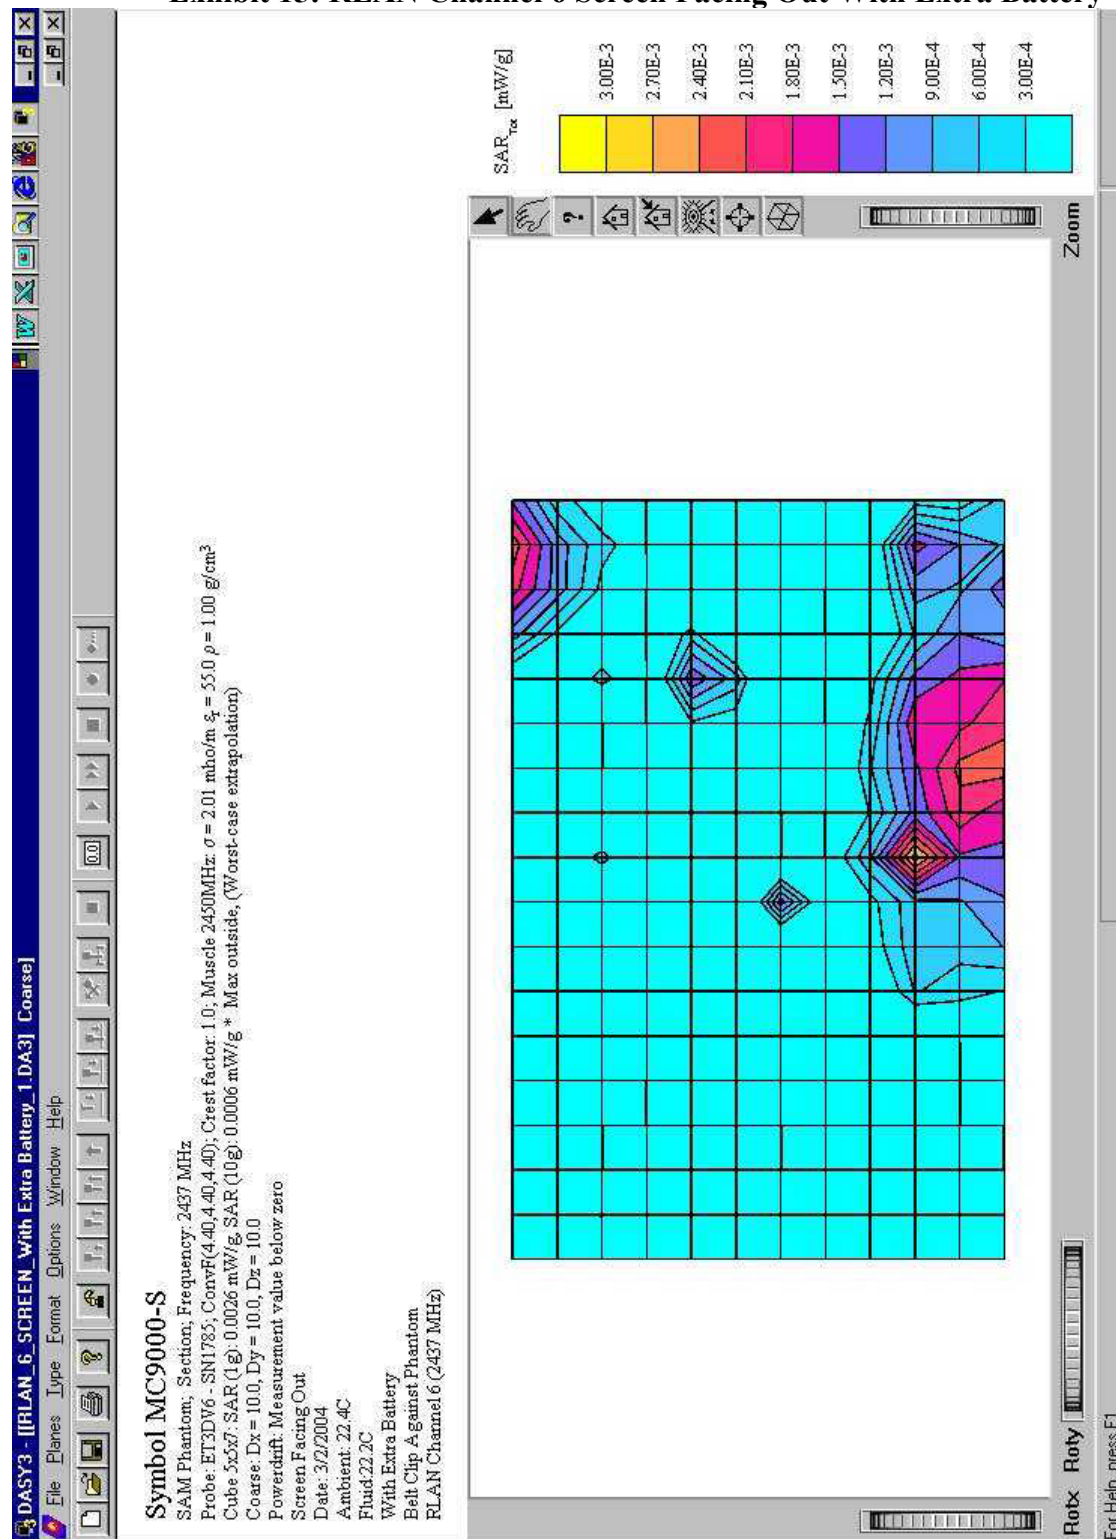 Exhibit 15: RLAN Channel 6 Screen Facing Out With Extra Battery
DASY3 - [[RLAN_6_SCREEN_With Extra Battery_1.DA3] Coarse]
File Planes Type Format Options Window Help
Symbol MC9000-S
SAM Phantom; Section; Frequency: 2437 MHz
Probe: ET3DV6 - SN1785; ConvF(4.40,4.40,4.40); Crest factor: 1.0; Muscle 2450MHz: σ = 2.01 mho/m εr = 55.0 ρ = 1.00 g/cm³
Cube 5x5x7: SAR (1g): 0.0026 mW/g, SAR (10g): 0.0006 mW/g * Max outside, (Worst-case extrapolation)
Coarse: Dx = 10.0, Dy = 10.0, Dz = 10.0
Powerdrift: Measurement value below zero
Screen Facing Out
Date: 3/2/2004
Ambient: 22.4C
Fluid:22.2C
With Extra Battery
Belt Clip Against Phantom
RLAN Channel 6 (2437 MHz)
SAR Tot [mW/g]
3.00E-3
2.70E-3
2.40E-3
2.10E-3
1.80E-3
1.50E-3
1.20E-3
9.00E-4
6.00E-4
3.00E-4
Rotx Roty Zoom
For Help, press F1